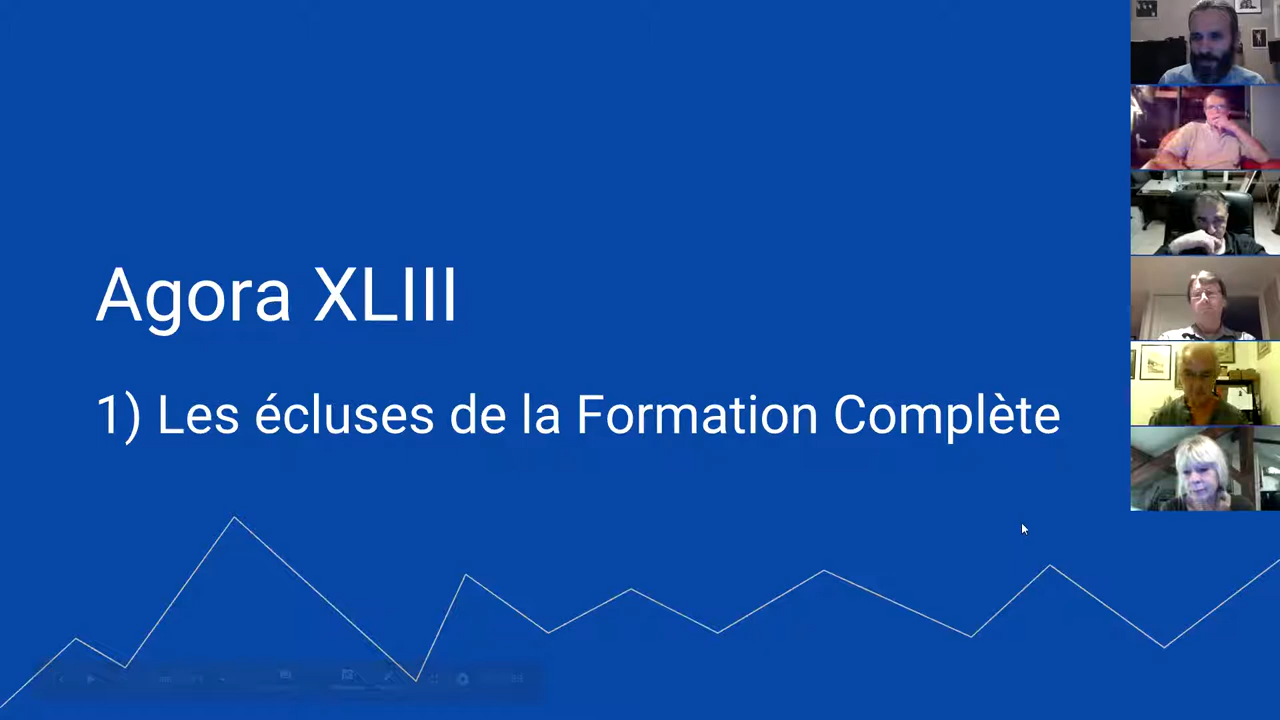 Agora XLIII
1) Les écluses de la Formation Complète